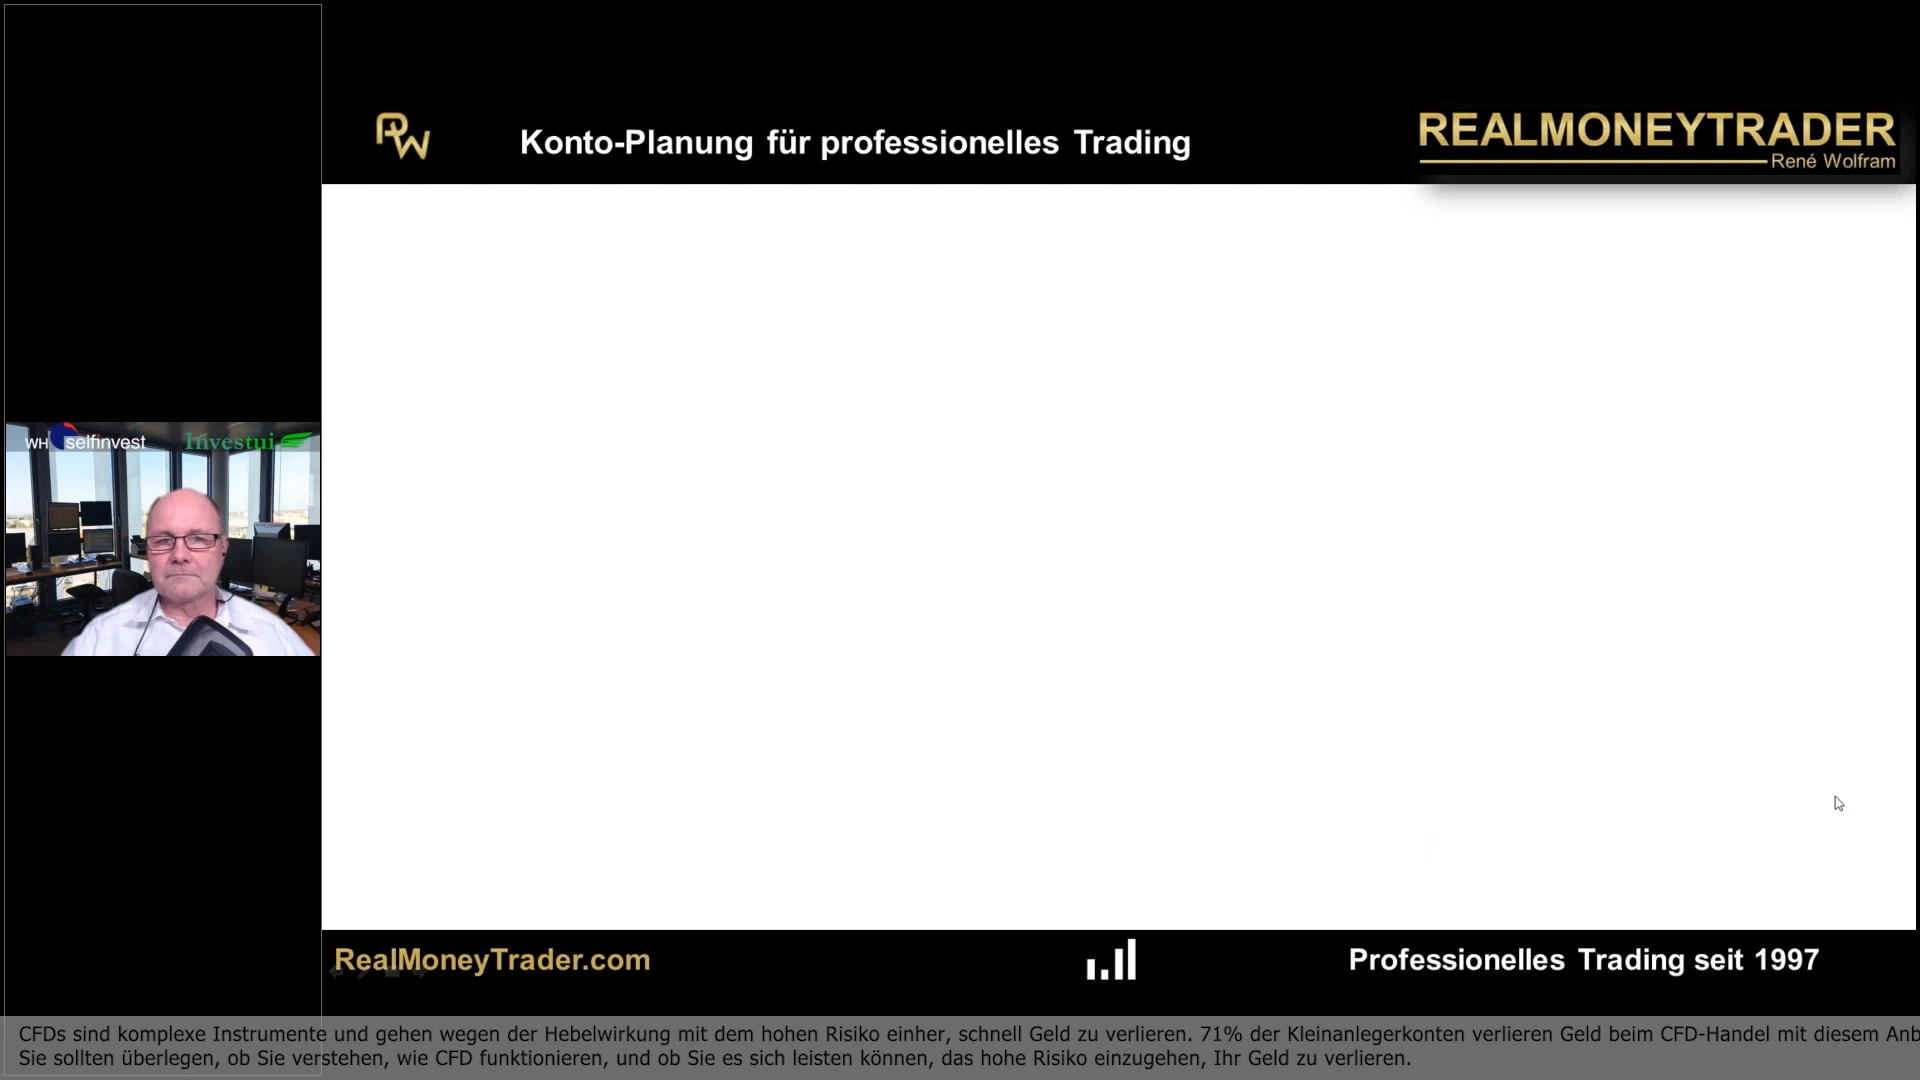 RW
Konto-Planung für professionelles Trading
REALMONEYTRADER
René Wolfram
WH selfinvest
Investui
RealMoneyTrader.com
Professionelles Trading seit 1997
CFDs sind komplexe Instrumente und gehen wegen der Hebelwirkung mit dem hohen Risiko einher, schnell Geld zu verlieren. 71% der Kleinanlegerkonten verlieren Geld beim CFD-Handel mit diesem Anb
Sie sollten überlegen, ob Sie verstehen, wie CFD funktionieren, und ob Sie es sich leisten können, das hohe Risiko einzugehen, Ihr Geld zu verlieren.